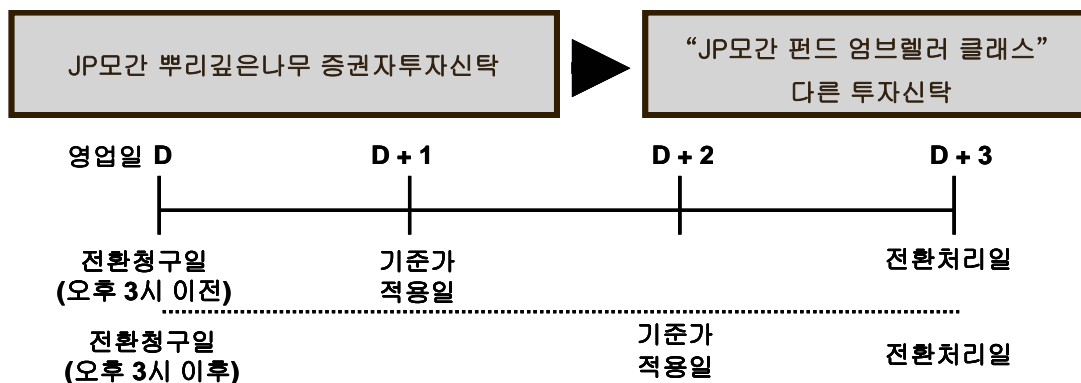 JP모간 뿌리깊은나무 증권자투자신탁
“JP모간 펀드 엄브렐러 클래스”
다른 투자신탁
영업일 D D + 1 D + 2 D + 3
전환청구일 기준가 전환처리일
(오후 3시 이전) 적용일
전환청구일 기준가 전환처리일
(오후 3시 이후) 적용일